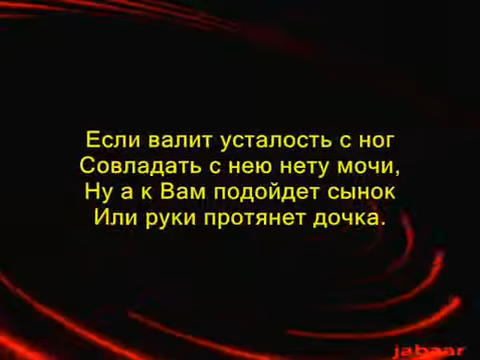 Если валит усталость с ног
Совладать с нею нету мочи,
Ну а к Вам подойдет сынок
Или руки протянет дочка.
jabaar